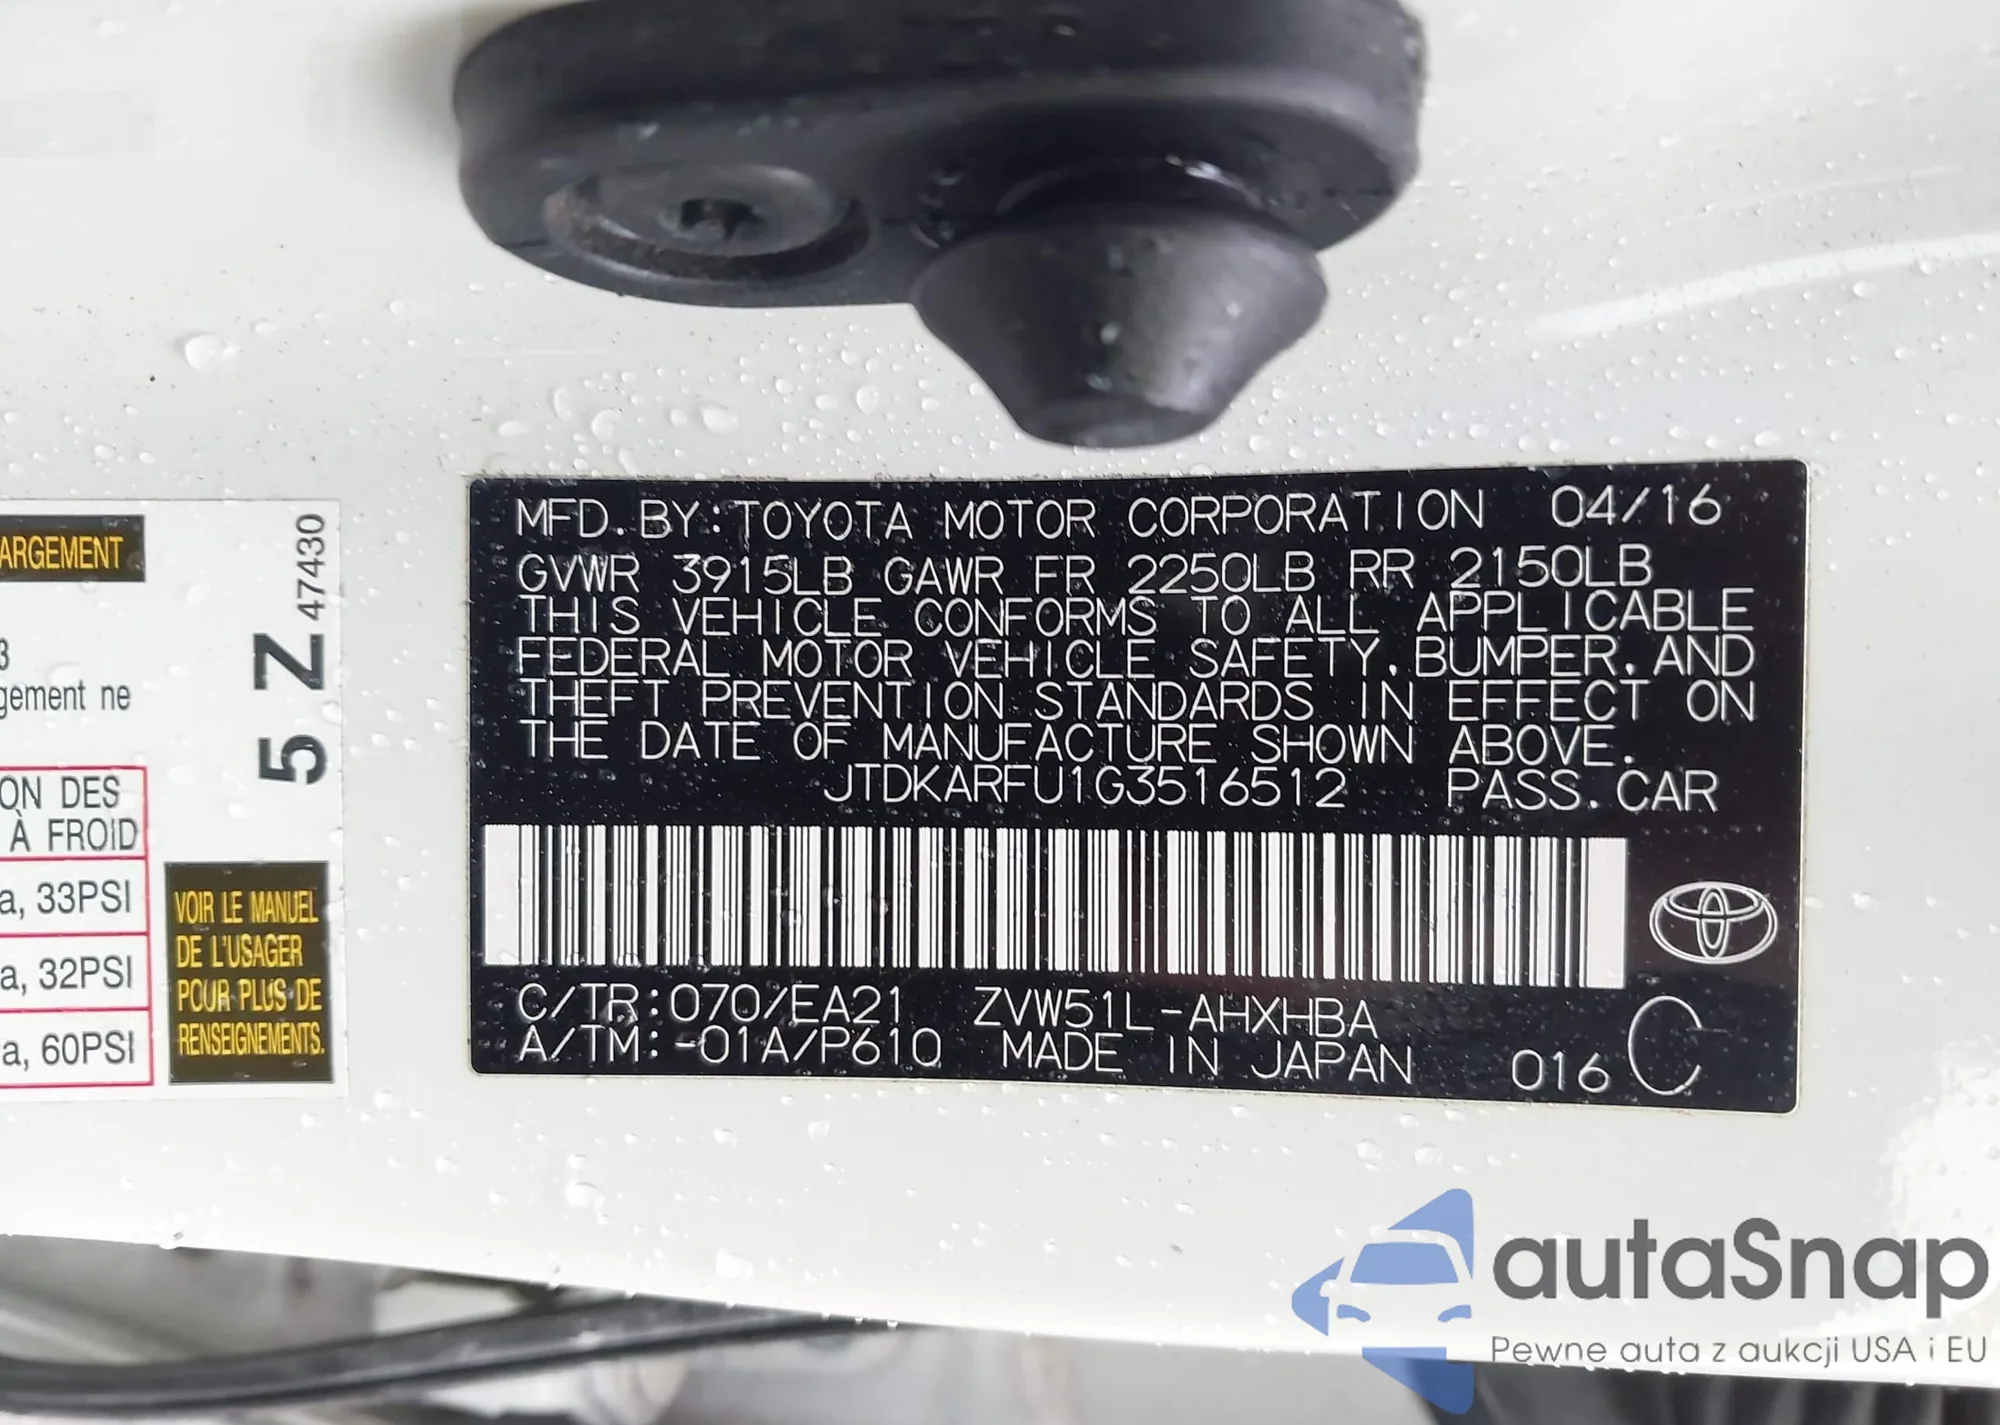 ARGEMENT
3
gement ne
ON DES
À FROID
a, 33PSI
a, 32PSI
a, 60PSI
5 Z 47430
VOIR LE MANUEL
DE L'USAGER
POUR PLUS DE
RENSEIGNEMENTS.
MFD. BY: TOYOTA MOTOR CORPORATION 04/16
GVWR 3915LB GAWR FR 2250LB RR 2150LB
THIS VEHICLE CONFORMS TO ALL APPLICABLE
FEDERAL MOTOR VEHICLE SAFETY, BUMPER, AND
THEFT PREVENTION STANDARDS IN EFFECT ON
THE DATE OF MANUFACTURE SHOWN ABOVE.
JTDKARFU1G3516512 PASS. CAR
C/TR: 070/EA21 ZVW51L-AHXHBA
A/TM: -01A/P610 MADE IN JAPAN 016 C
autaSnap
Pewne auta z aukcji USA i EU